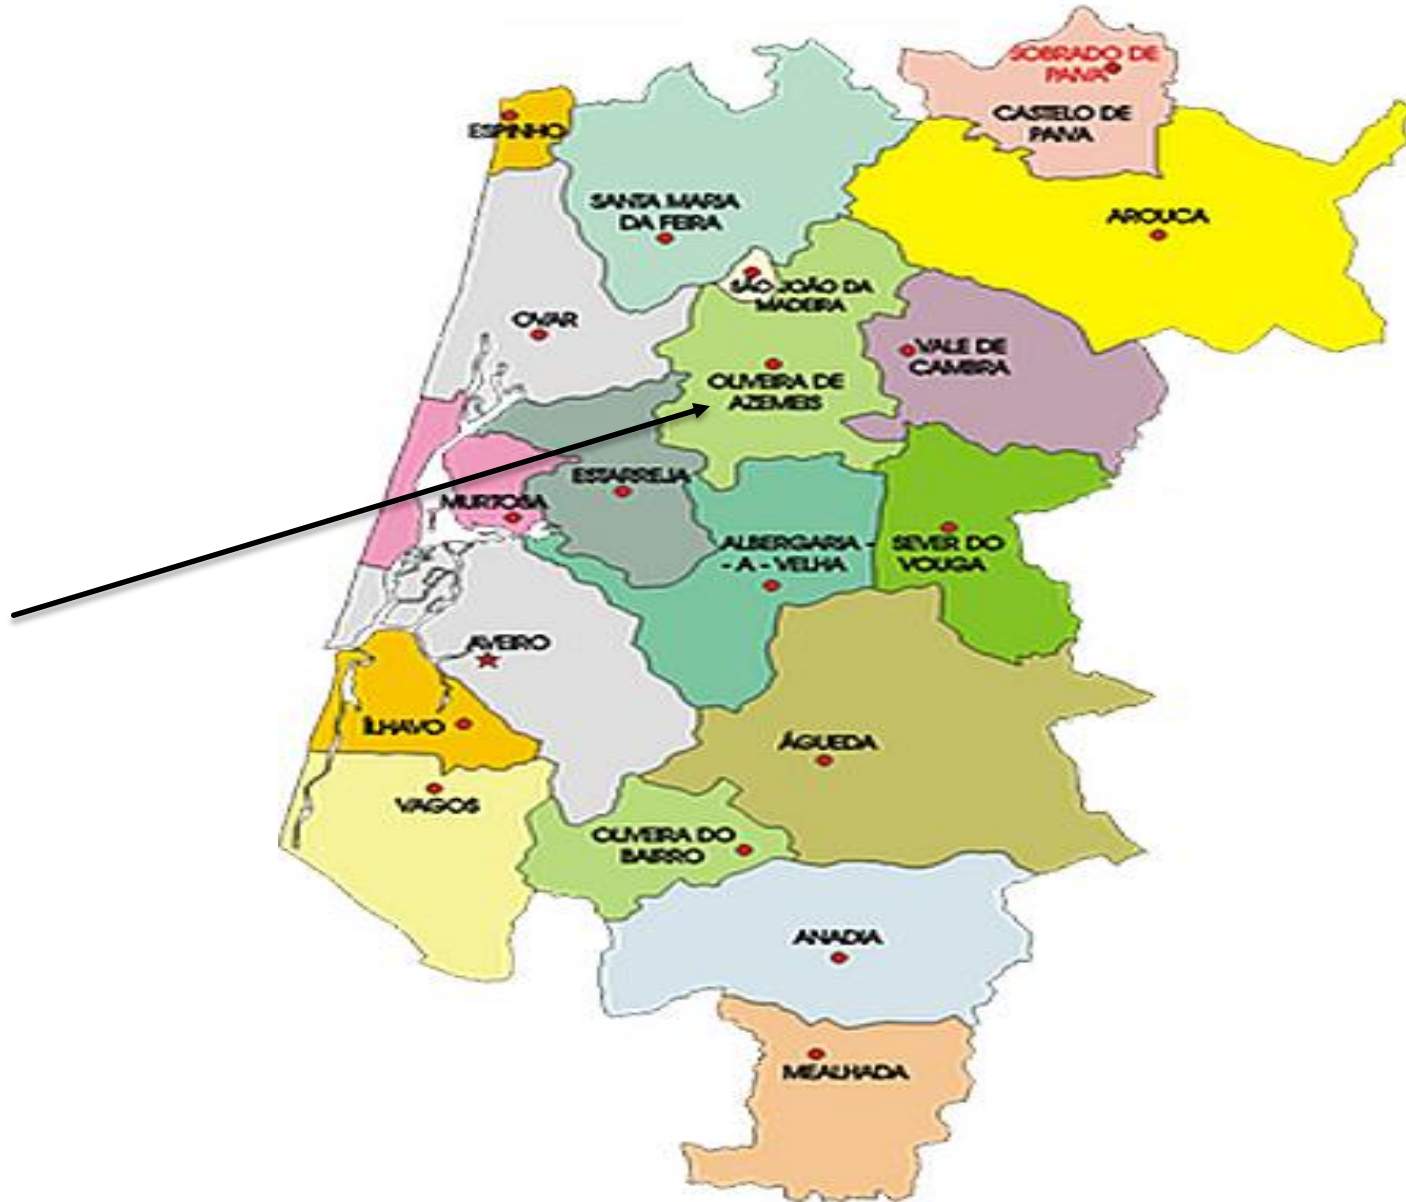 SOBRADO DE
PAIVA
CASTELO DE
PAIVA
ESPINHO
SANTA MARIA
DA FEIRA
AROUCA
SÃO JOÃO DA
MADEIRA
OVAR
VALE DE
CAMBRA
OLIVEIRA DE
AZEMEIS
ESTARREJA
MURTOSA
ALBERGARIA -
- A - VELHA
SEVER DO
VOUGA
AVEIRO
ÍLHAVO
ÁGUEDA
VAGOS
OLIVEIRA DO
BAIRRO
ANADIA
MEALHADA